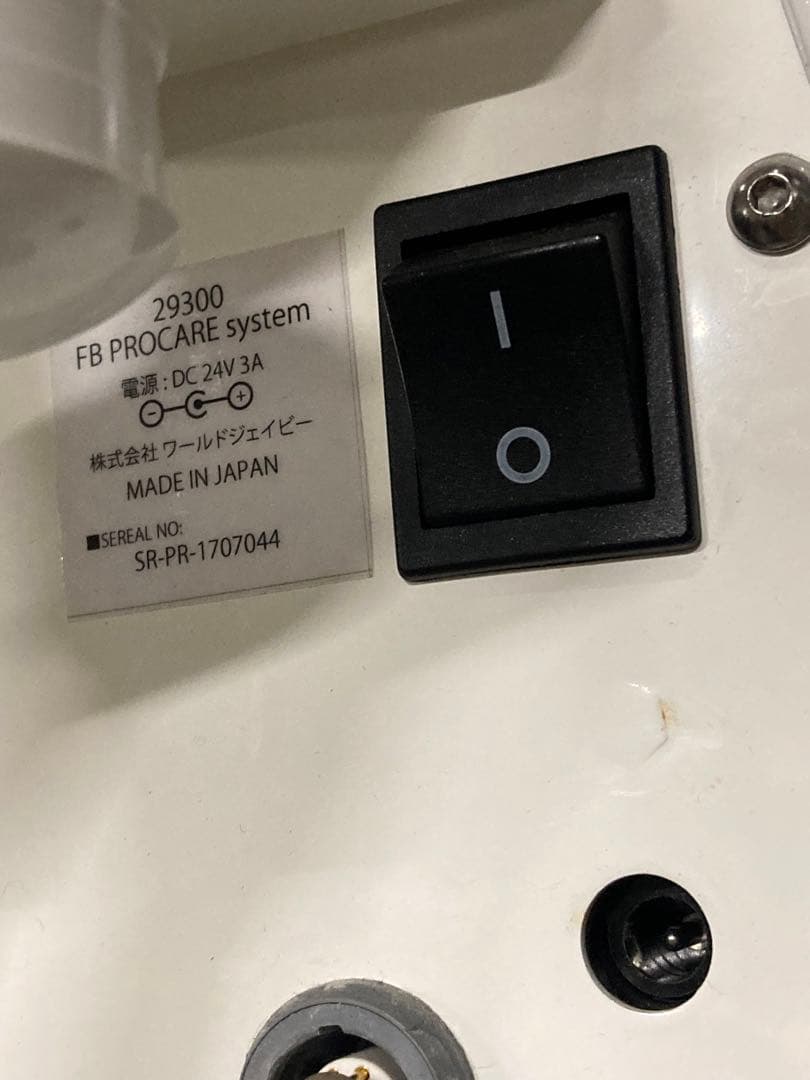 29300
FB PROCARE system
電源 : DC 24V 3A
株式会社 ワールドジェイビー
MADE IN JAPAN
■SEREAL NO:
SR-PR-1707044
I
O